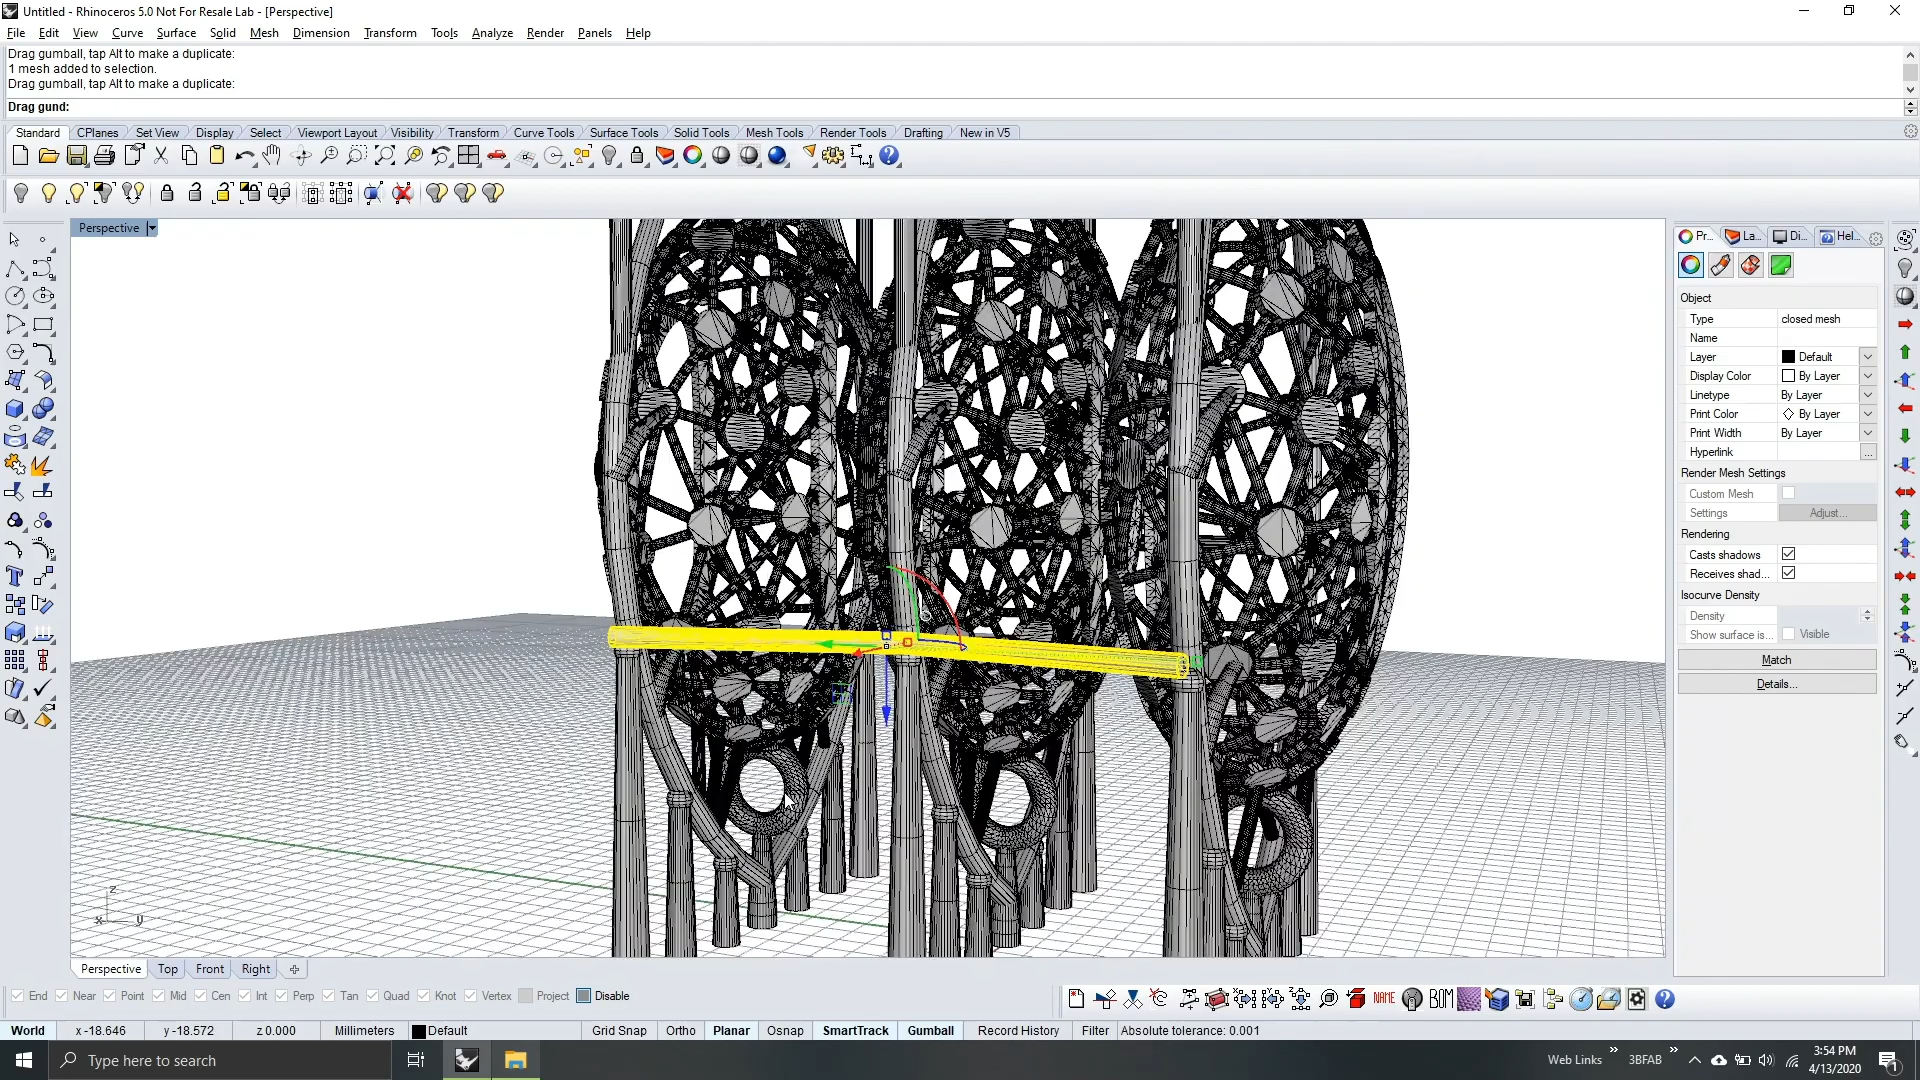 Untitled - Rhinoceros 5.0 Not For Resale Lab - [Perspective]
File Edit View Curve Surface Solid Mesh Dimension Transform Tools Analyze Render Panels Help
Drag gumball, tap Alt to make a duplicate:
1 mesh added to selection.
Drag gumball, tap Alt to make a duplicate:
Drag gund:
Standard CPlanes Set View Display Select Viewport Layout Visibility Transform Curve Tools Surface Tools Solid Tools Mesh Tools Render Tools Drafting New in V5
Perspective
Pr... La... Di... Hel...
Object
Type closed mesh
Name
Layer Default
Display Color By Layer
Linetype By Layer
Print Color By Layer
Print Width By Layer
Hyperlink ...
Render Mesh Settings
Custom Mesh
Settings Adjust...
Rendering
Casts shadows
Receives shad...
Isocurve Density
Density
Show surface is... Visible
Match
Details...
z
x y
Perspective Top Front Right
End Near Point Mid Cen Int Perp Tan Quad Knot Vertex Project Disable
NAME BOM
World x -18.646 y -18.572 z 0.000 Millimeters Default Grid Snap Ortho Planar Osnap SmartTrack Gumball Record History Filter Absolute tolerance: 0.001
Type here to search
Web Links » 3BFAB »
3:54 PM
4/13/2020
1